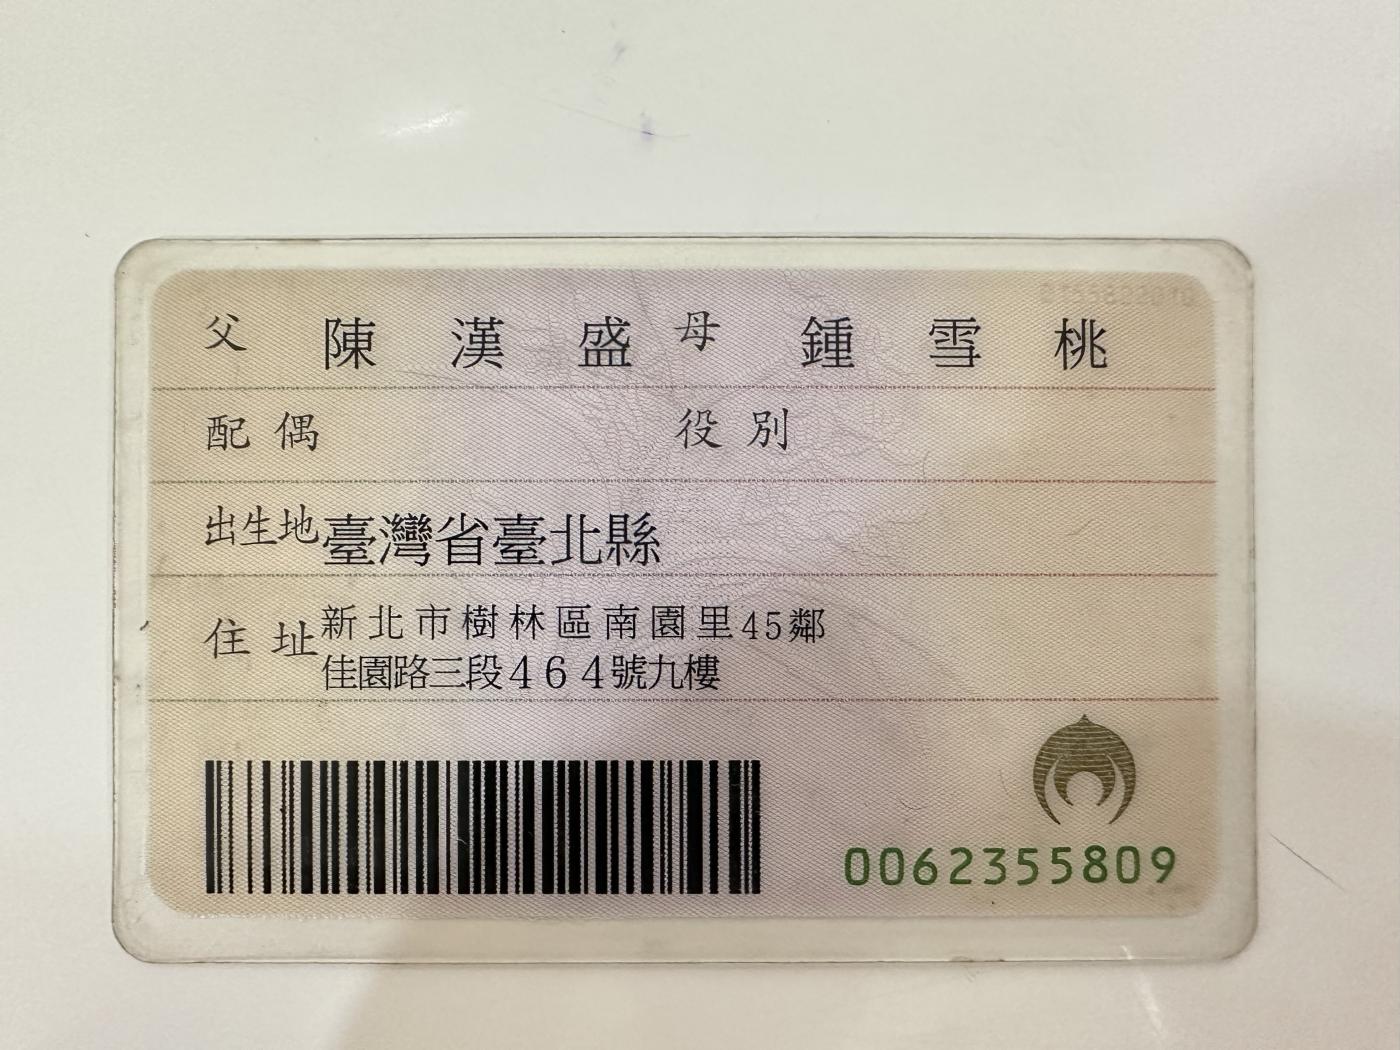 父 陳漢盛 母 鍾雪桃
配偶 役別
出生地 臺灣省臺北縣
住址 新北市樹林區南園里45鄰
佳園路三段464號九樓
0062355809